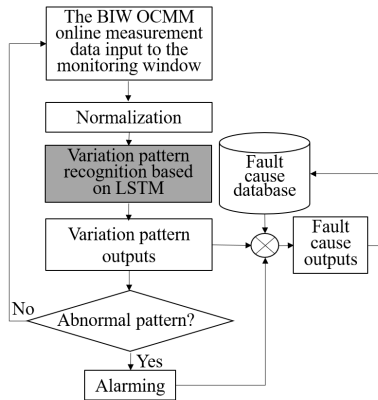 The BIW OCMM
online measurement
data input to the
monitoring window
Normalization
Variation pattern
recognition based
on LSTM
Fault
cause
database
Variation pattern
outputs
Fault
cause
outputs
Abnormal pattern?
No
Yes
Alarming